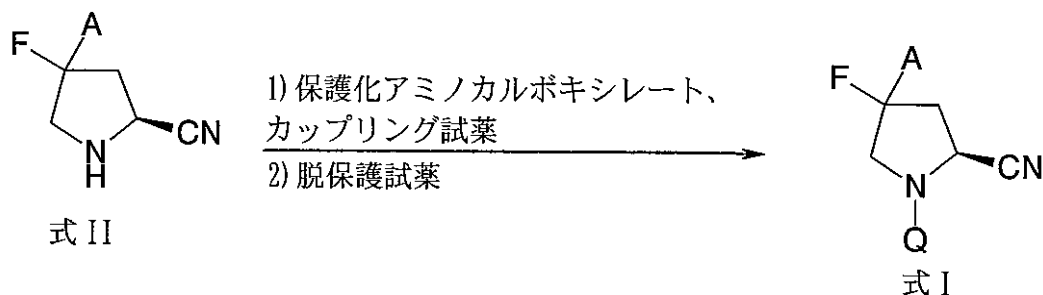 F
A
CN
N
H
式 II
1) 保護化アミノカルボキシレート、
カップリング試薬
2) 脱保護試薬
F
A
CN
N
Q
式 I